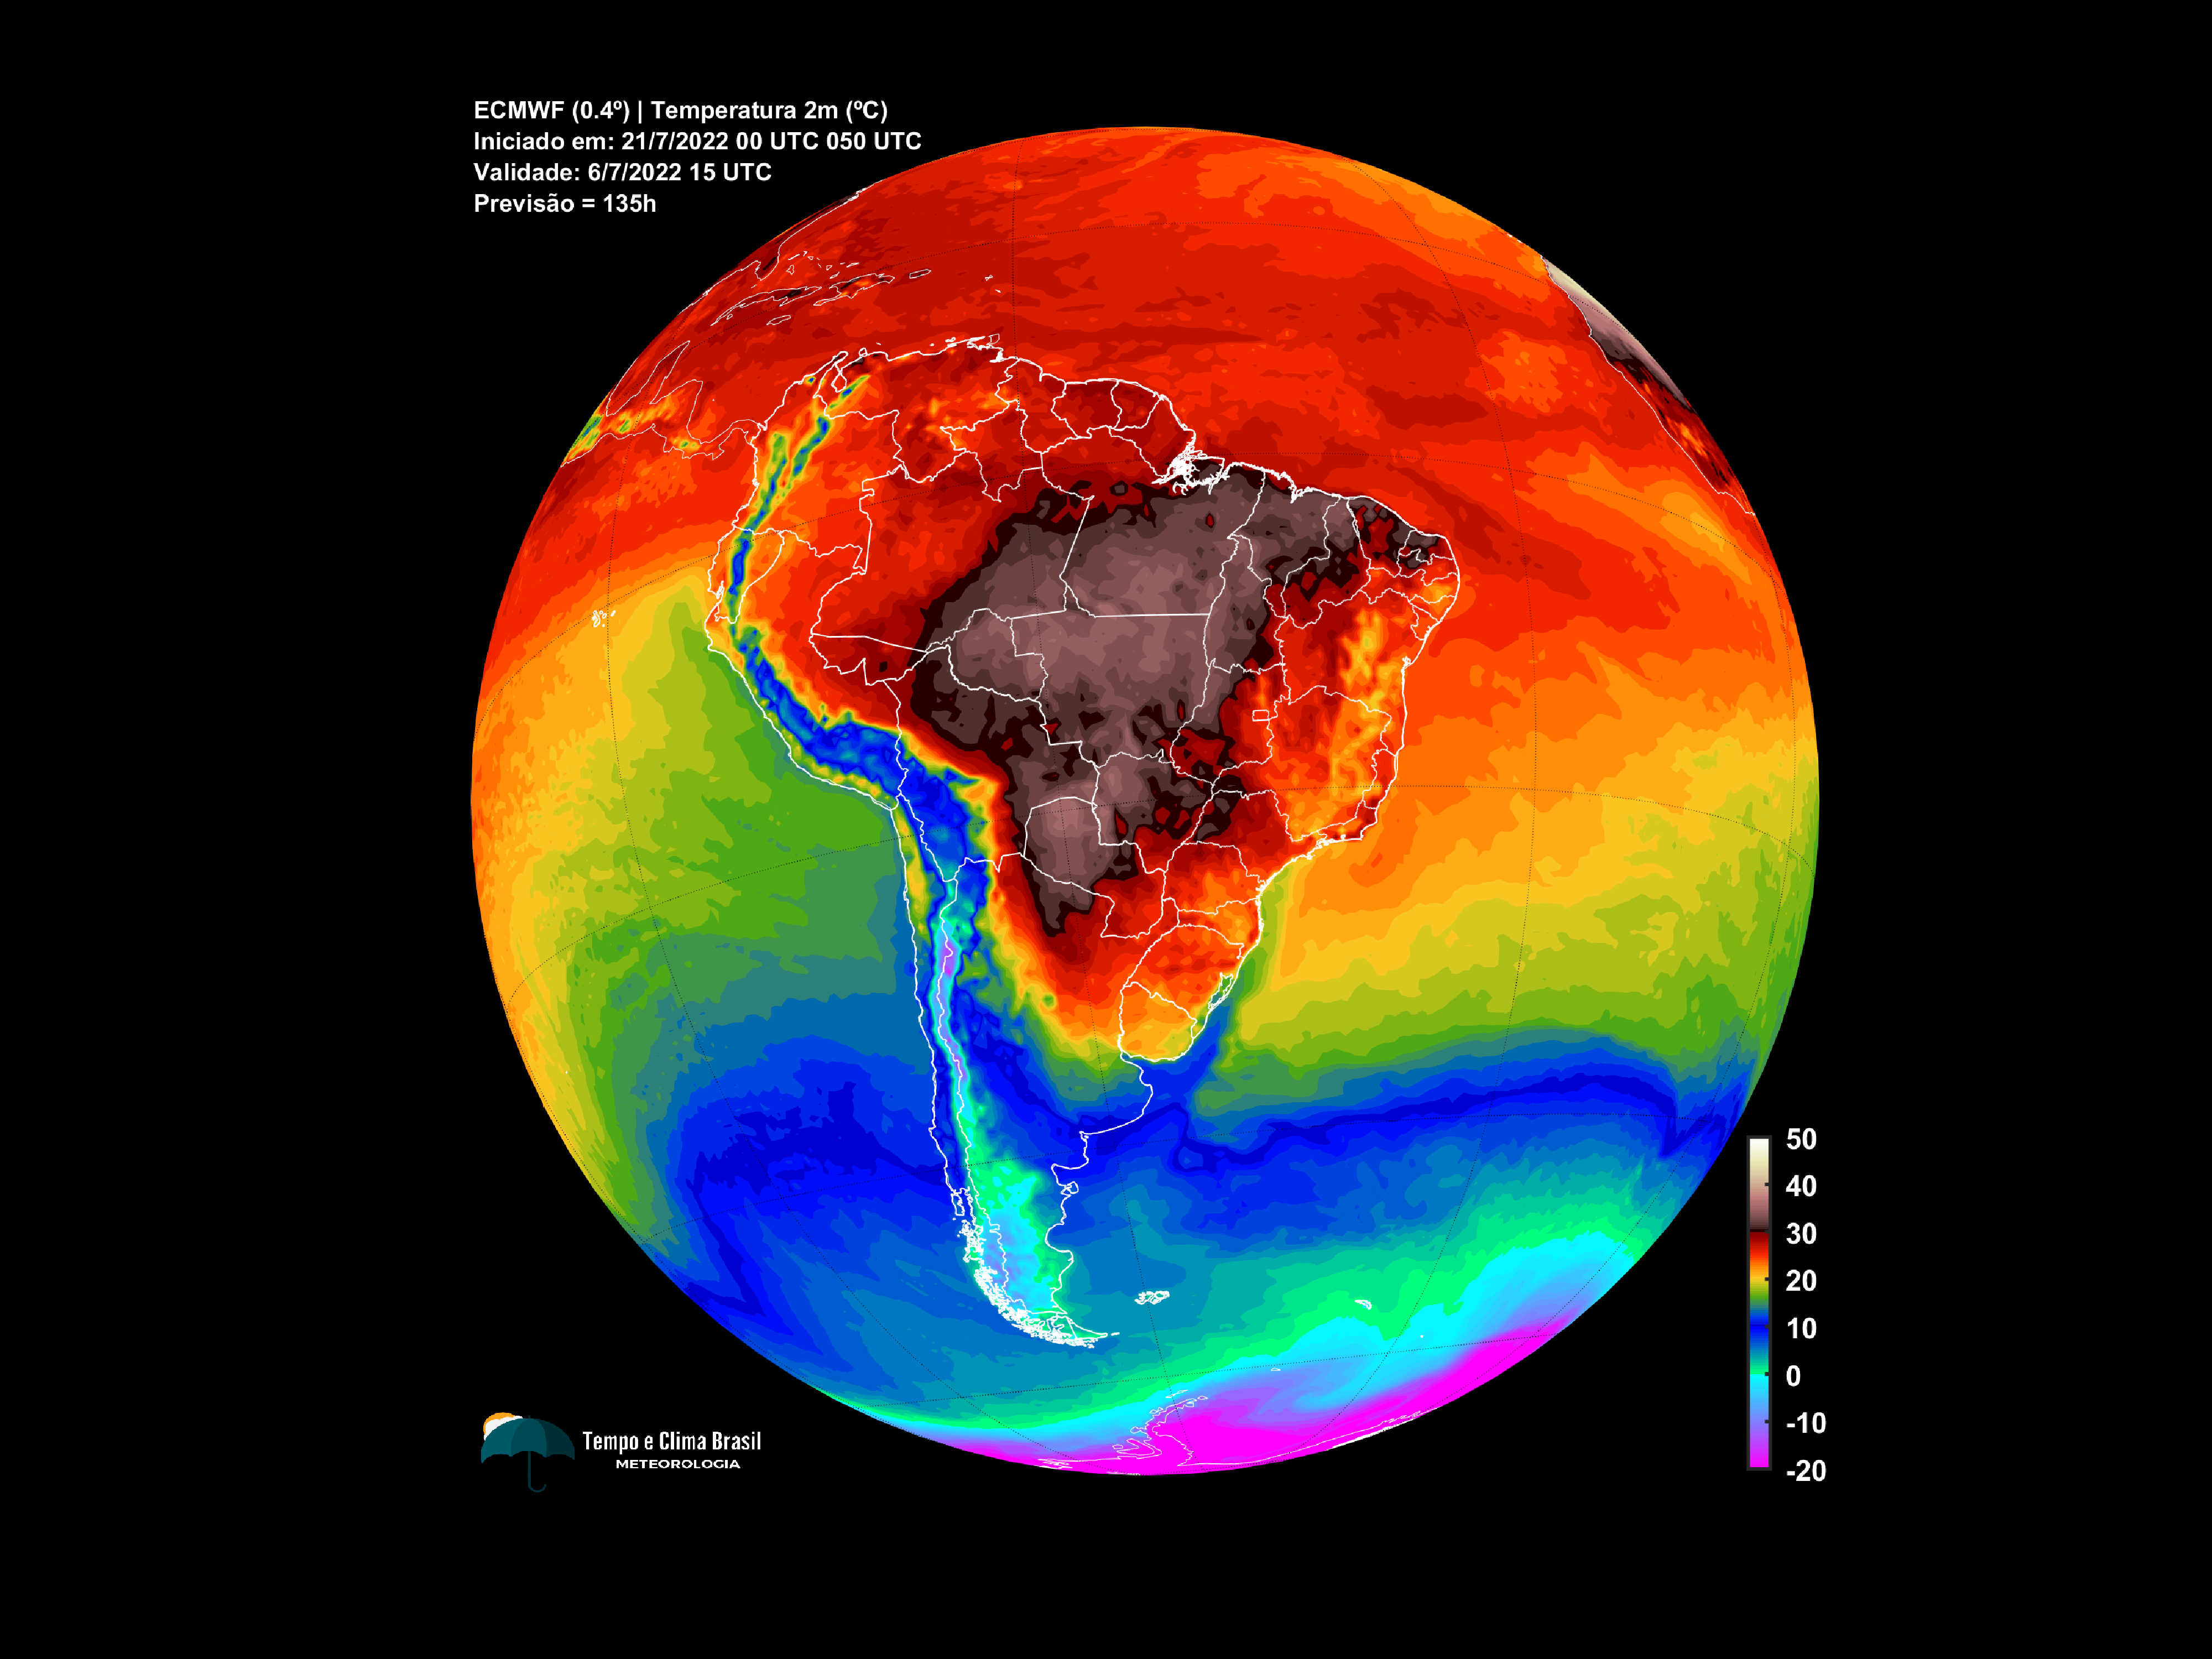 ECMWF (0.4º) | Temperatura 2m (ºC)
Iniciado em: 21/7/2022 00 UTC 050 UTC
Validade: 6/7/2022 15 UTC
Previsão = 135h
50
40
30
20
10
0
-10
-20
Tempo e Clima Brasil
METEOROLOGIA